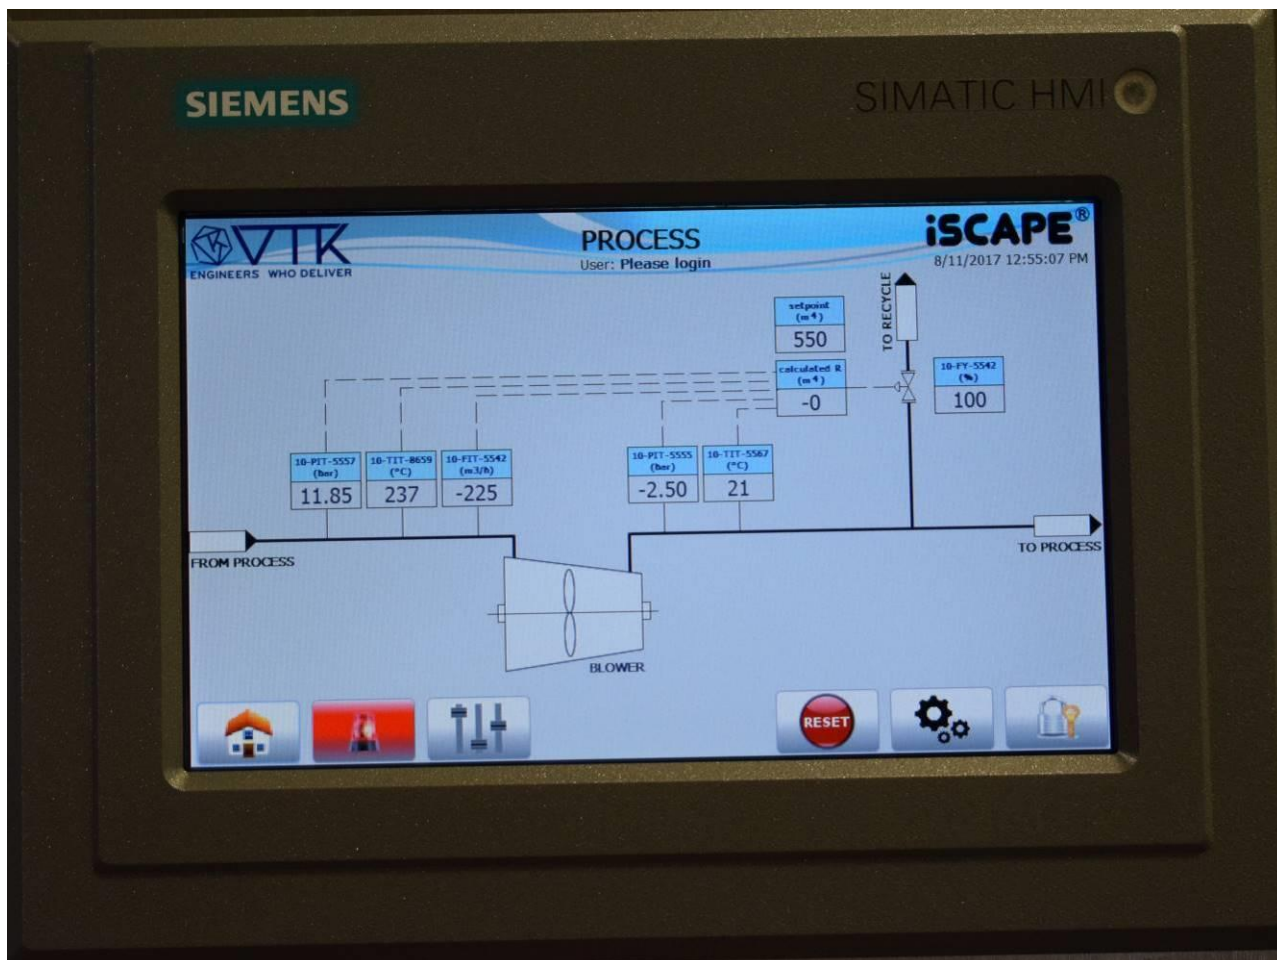 SIEMENS
SIMATIC HMI
VTK
ENGINEERS WHO DELIVER
PROCESS
User: Please login
iSCAPE®
8/11/2017 12:55:07 PM
setpoint
(m⁴)
550
TO RECYCLE
calculated R
(m⁴)
-0
10-FY-5542
(%)
100
10-PIT-5557
(bar)
11.85
10-TIT-8659
(°C)
237
10-FIT-5542
(m3/h)
-225
10-PIT-5555
(bar)
-2.50
10-TIT-5567
(°C)
21
FROM PROCESS
TO PROCESS
BLOWER
RESET